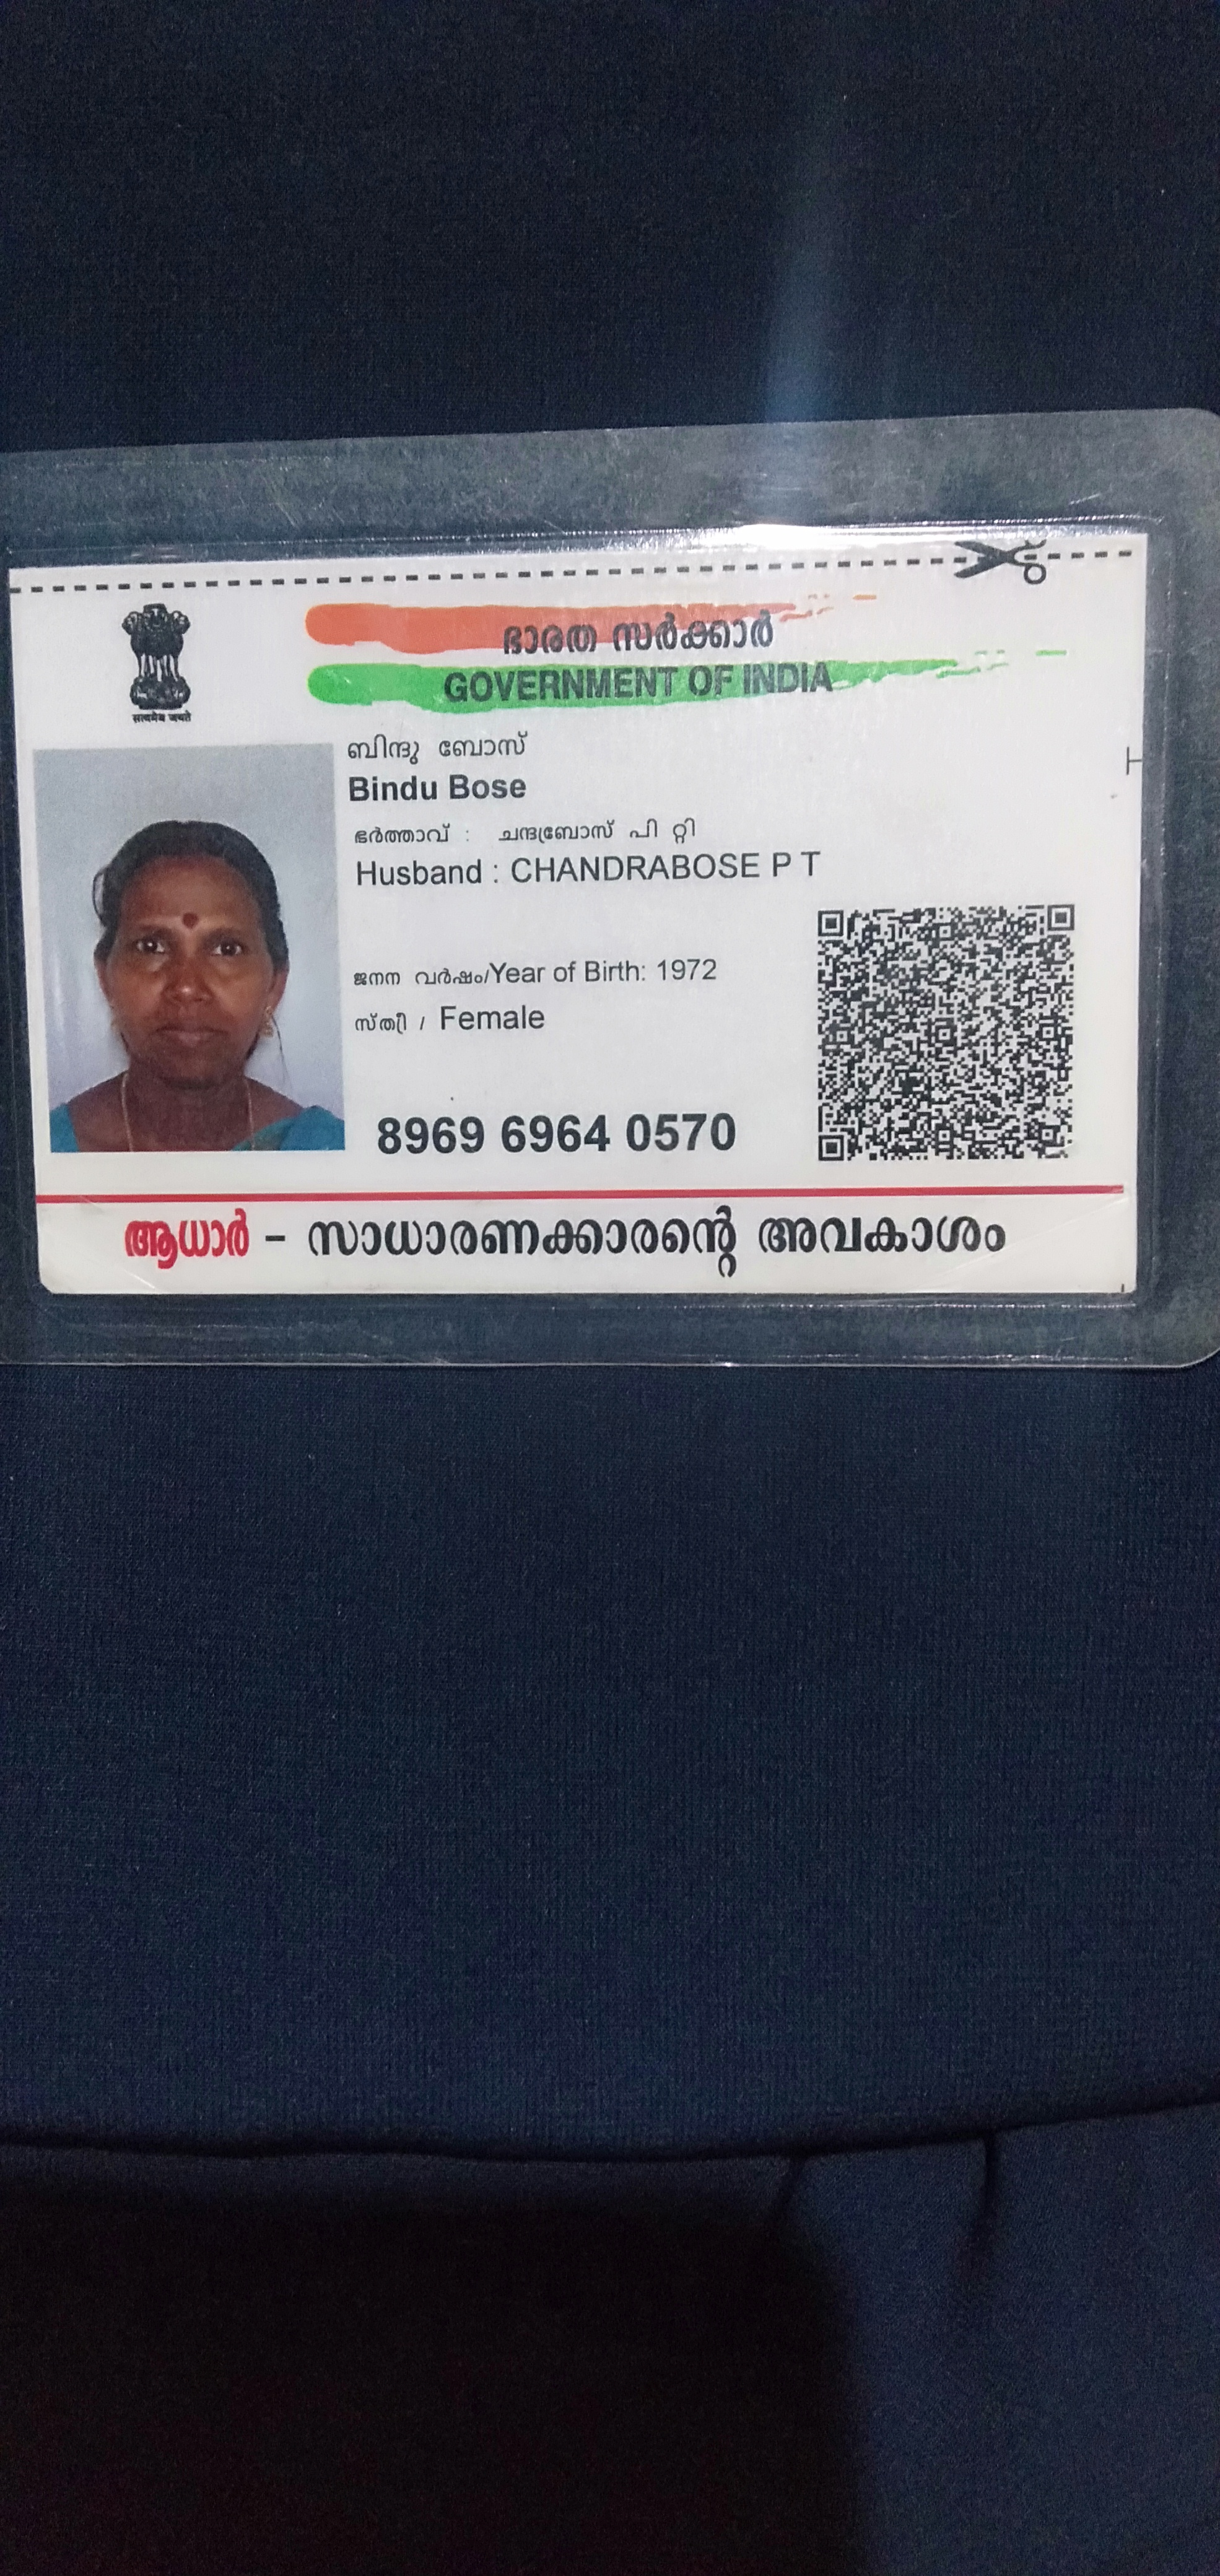 ഭാരത സർക്കാർ
GOVERNMENT OF INDIA
सत्यमेव जयते
ബിന്ദു ബോസ്
Bindu Bose
ഭർത്താവ് : ചന്ദ്രബോസ് പി റ്റി
Husband : CHANDRABOSE P T
ജനന വർഷം/Year of Birth: 1972
സ്ത്രീ / Female
8969 6964 0570
ആധാർ - സാധാരണക്കാരന്റെ അവകാശം